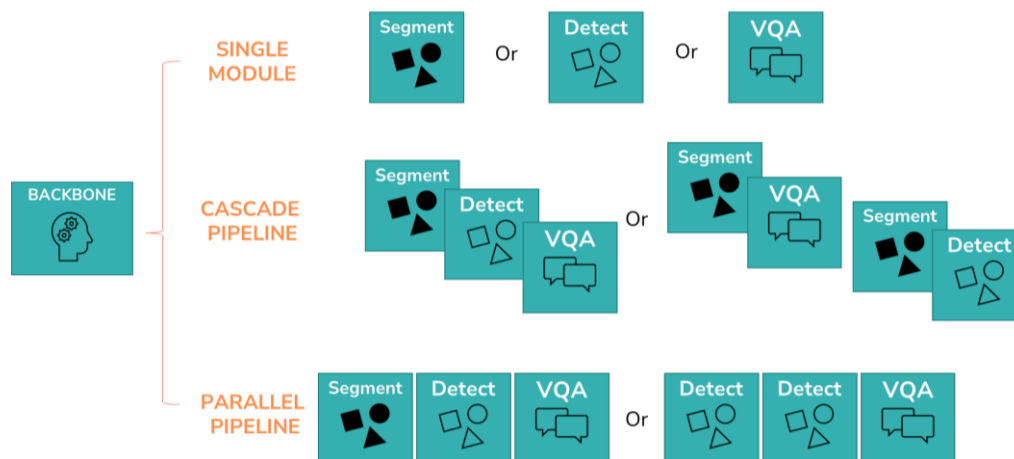 SINGLE
MODULE
Segment
Or
Detect
Or
VQA
BACKBONE
CASCADE
PIPELINE
Segment
Detect
VQA
Or
Segment
VQA
Segment
Detect
PARALLEL
PIPELINE
Segment
Detect
VQA
Or
Detect
Detect
VQA